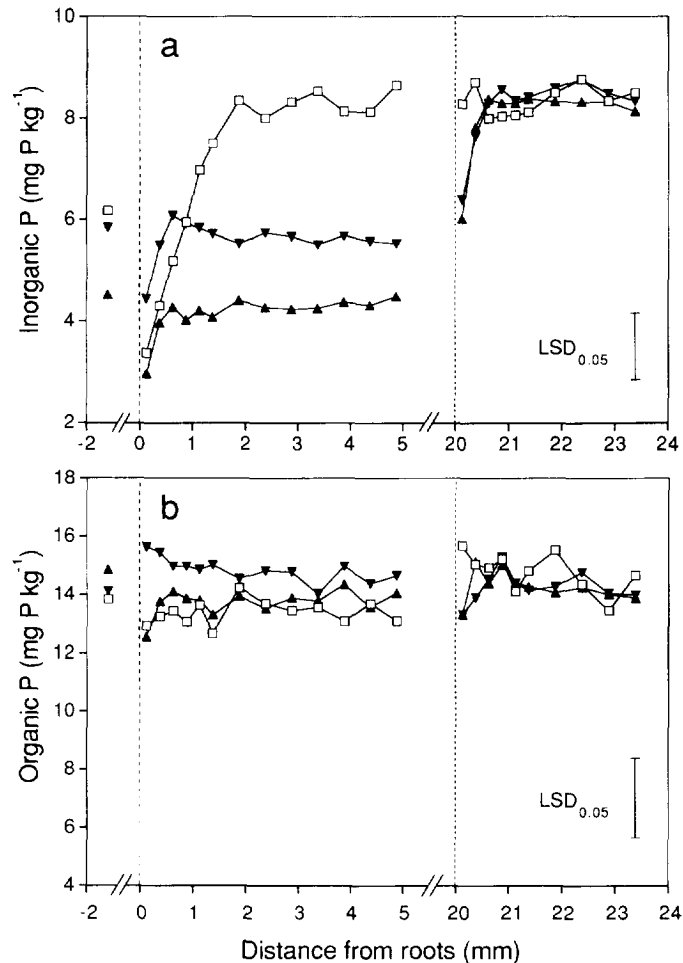 a
10
8
6
4
2
Inorganic P (mg P kg⁻¹)
LSD0.05
-2 0 1 2 3 4 5 20 21 22 23 24
b
18
16
14
12
10
8
6
4
Organic P (mg P kg⁻¹)
LSD0.05
-2 0 1 2 3 4 5 20 21 22 23 24
Distance from roots (mm)